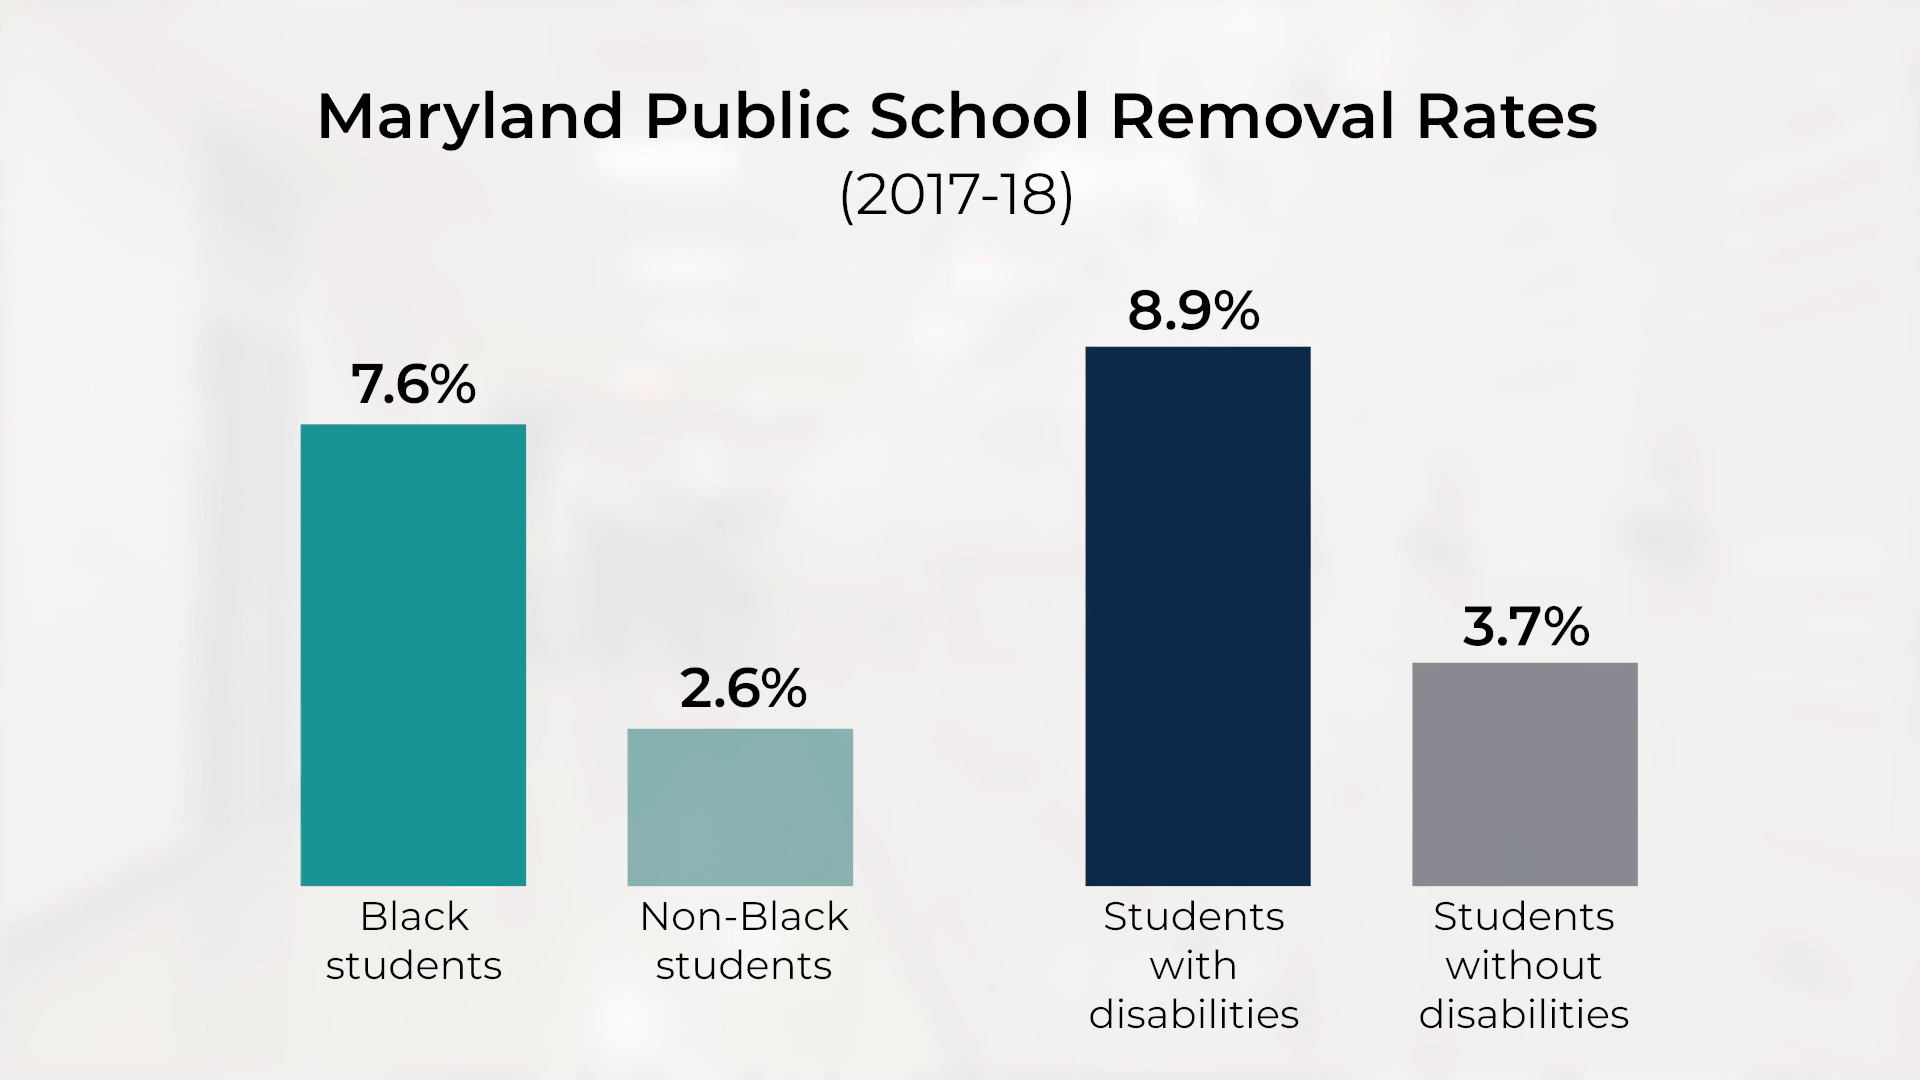 Maryland Public School Removal Rates
(2017-18)
7.6%
Black
students
2.6%
Non-Black
students
8.9%
Students
with
disabilities
3.7%
Students
without
disabilities